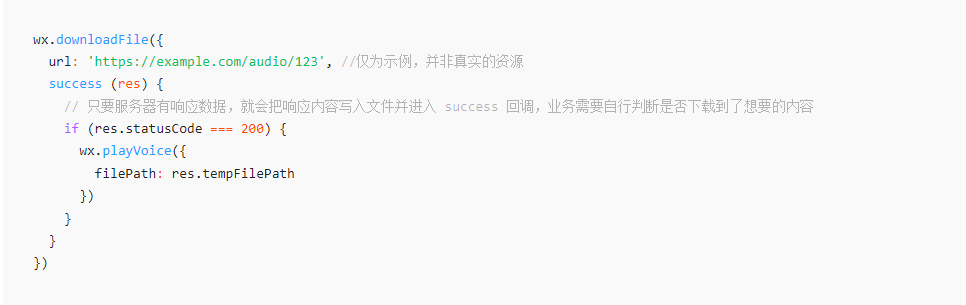 wx.downloadFile({
  url: 'https://example.com/audio/123', //仅为示例，并非真实的资源
  success (res) {
    // 只要服务器有响应数据，就会把响应内容写入文件并进入 success 回调，业务需要自行判断是否下载到了想要的内容
    if (res.statusCode === 200) {
      wx.playVoice({
        filePath: res.tempFilePath
      })
    }
  }
})